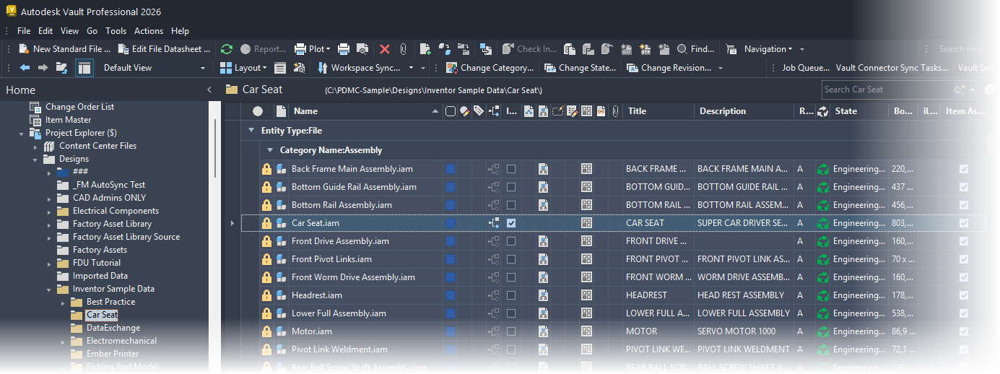 Autodesk Vault Professional 2026
File Edit View Go Tools Actions Help
New Standard File ... Edit File Datasheet ... Report... Plot Check In... Find... Navigation Search Help
Default View Layout Workspace Sync... Change Category... Change State... Change Revision... Job Queue... Vault Connector Sync Tasks... Vault
Home
Car Seat (C:\PDMC-Sample\Designs\Inventor Sample Data\Car Seat\) Search Car Seat
Change Order List
Item Master
Project Explorer ($)
Content Center Files
Designs
###
_FM AutoSync Test
CAD Admins ONLY
Electrical Components
Factory Asset Library
Factory Asset Library Source
Factory Assets
FDU Tutorial
Imported Data
Inventor Sample Data
Best Practice
Car Seat
DataExchange
Electromechanical
Ember Printer
Fishing Rod Model
Name I... Title Description R... State Bo... iL... Item As...
Entity Type:File
Category Name:Assembly
Back Frame Main Assembly.iam BACK FRAME ... BACK FRAME MAIN A... A Engineering... 220,...
Bottom Guide Rail Assembly.iam BOTTOM GUID... BOTTOM RAIL ... A Engineering... 437 ...
Bottom Rail Assembly.iam BOTTOM RAIL ... BOTTOM RAIL ASSEM... A Engineering... 456,...
Car Seat.iam CAR SEAT SUPER CAR DRIVER SE... A Engineering... 803,...
Front Drive Assembly.iam FRONT DRIVE ... A Engineering... 160,...
Front Pivot Links.iam FRONT PIVOT ... FRONT PIVOT LINK AS... A Engineering... 70 x ...
Front Worm Drive Assembly.iam FRONT WORM ... WORM DRIVE ASSEMB... A Engineering... 160,...
Headrest.iam HEADREST HEAD REST ASSEMBLY A Engineering... 178,...
Lower Full Assembly.iam LOWER FULL A... LOWER FULL ASSEMBLY A Engineering... 538,...
Motor.iam MOTOR SERVO MOTOR 1000 A Engineering... 86,9 ...
Pivot Link Weldment.iam PIVOT LINK WE... PIVOT LINK WELDMENT A Engineering... 72,1 ...
Rear Ball Screw Shaft Assembly.iam REAR BALL SCR... BALL SCREW SHAFT A... A Engineering... 129...